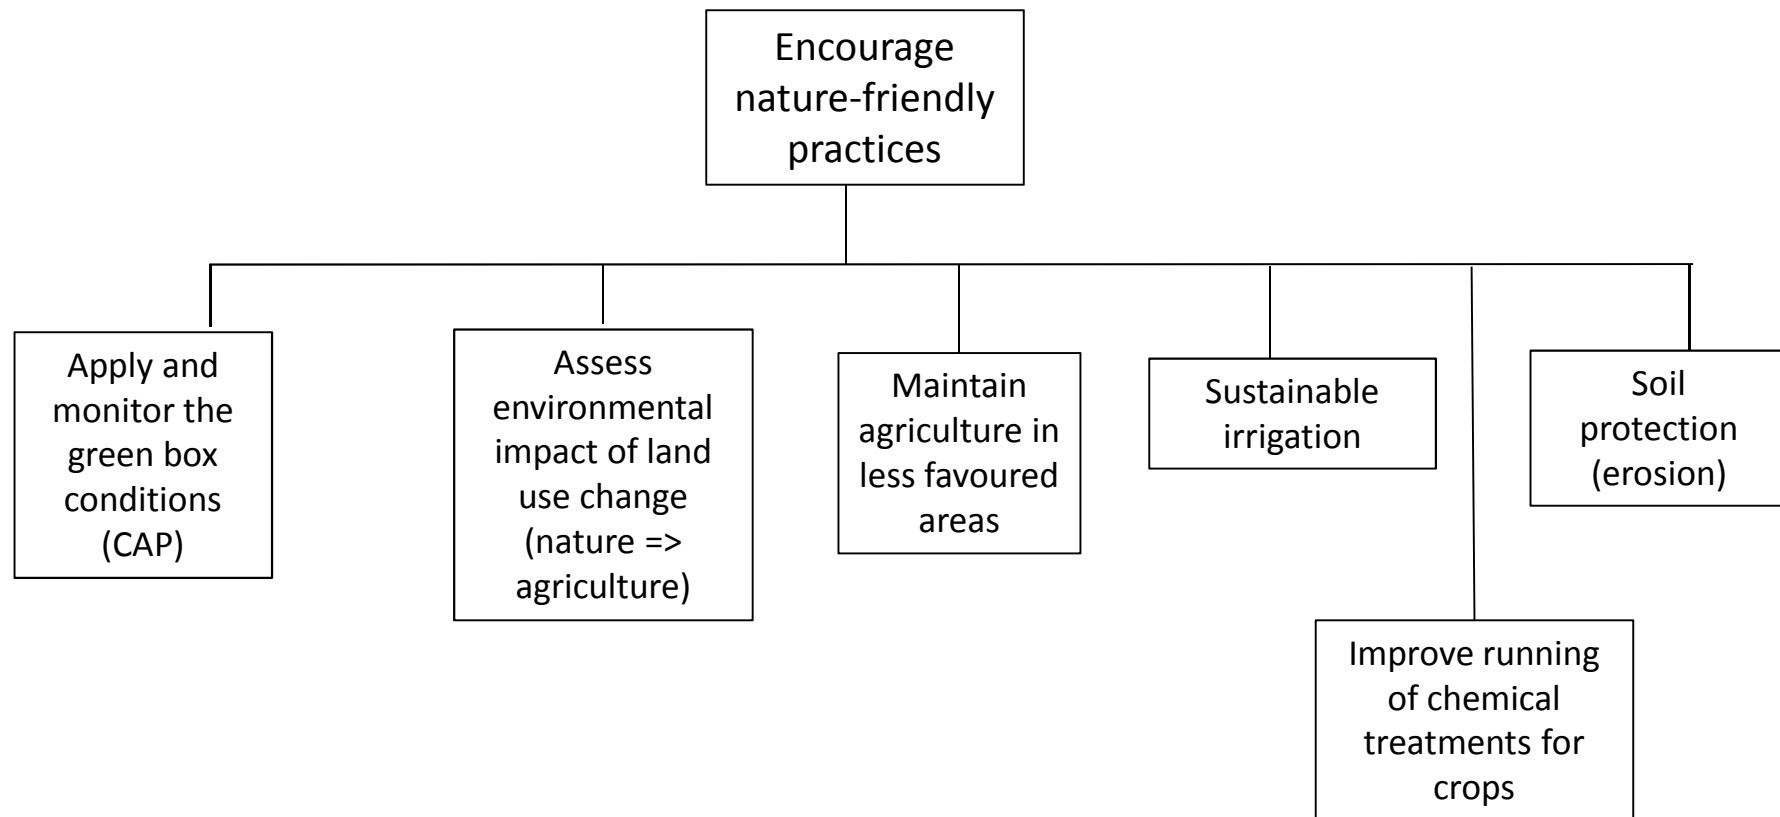 Encourage
nature-friendly
practices
Apply and
monitor the
green box
conditions
(CAP)
Assess
environmental
impact of land
use change
(nature =>
agriculture)
Maintain
agriculture in
less favoured
areas
Sustainable
irrigation
Improve running
of chemical
treatments for
crops
Soil
protection
(erosion)